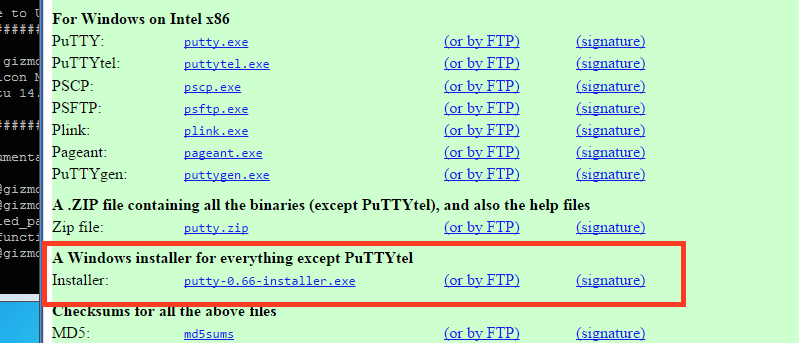 e to U
######
For Windows on Intel x86
PuTTY: putty.exe (or by FTP) (signature)
gizmo
PuTTYtel: puttytel.exe (or by FTP) (signature)
icon M
PSCP: pscp.exe (or by FTP) (signature)
tu 14.
PSFTP: psftp.exe (or by FTP) (signature)
######
Plink: plink.exe (or by FTP) (signature)
Pageant: pageant.exe (or by FTP) (signature)
umenta
PuTTYgen: puttygen.exe (or by FTP) (signature)
@gizmo
A .ZIP file containing all the binaries (except PuTTYtel), and also the help files
@gizmo
led_pa
Zip file: putty.zip (or by FTP) (signature)
functi
@gizmo
A Windows installer for everything except PuTTYtel
Installer: putty-0.66-installer.exe (or by FTP) (signature)
Checksums for all the above files
MD5: md5sums (or by FTP) (signature)